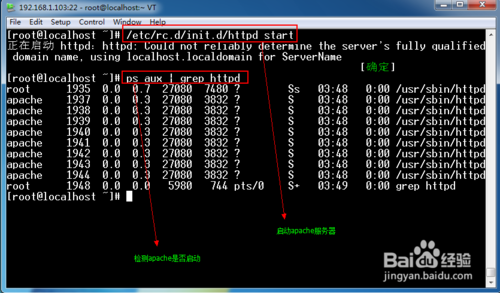 192.168.1.103:22 - root@localhost:~ VT
File Edit Setup Control Window Help
[root@localhost ~]# /etc/rc.d/init.d/httpd start
正在启动 httpd: httpd: Could not reliably determine the server's fully qualified
domain name, using localhost.localdomain for ServerName
[确定]
[root@localhost ~]# ps aux | grep httpd
root 1935 0.0 0.7 27080 7480 ? Ss 03:48 0:00 /usr/sbin/httpd
apache 1937 0.0 0.3 27080 3832 ? S 03:48 0:00 /usr/sbin/httpd
apache 1938 0.0 0.3 27080 3832 ? S 03:48 0:00 /usr/sbin/httpd
apache 1939 0.0 0.3 27080 3832 ? S 03:48 0:00 /usr/sbin/httpd
apache 1940 0.0 0.3 27080 3832 ? S 03:48 0:00 /usr/sbin/httpd
apache 1941 0.0 0.3 27080 3832 ? S 03:48 0:00 /usr/sbin/httpd
apache 1942 0.0 0.3 27080 3832 ? S 03:48 0:00 /usr/sbin/httpd
apache 1943 0.0 0.3 27080 3832 ? S 03:48 0:00 /usr/sbin/httpd
apache 1944 0.0 0.3 27080 3832 ? S 03:48 0:00 /usr/sbin/httpd
root 1948 0.0 0.0 5980 744 pts/0 S+ 03:49 0:00 grep httpd
[root@localhost ~]#
启动apache服务器
检测apache是否启动
Baidu 经验
jingyan.baidu.com